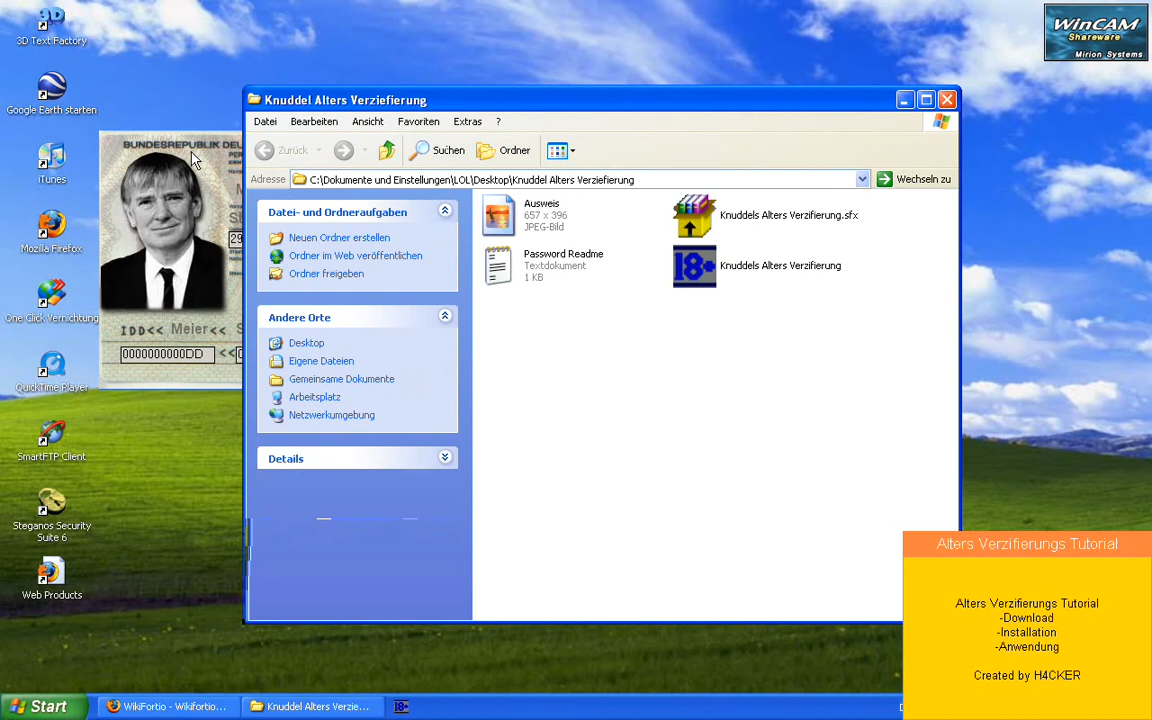 3D Text Factory
Google Earth starten
iTunes
Mozilla Firefox
One Click Vernichtung
QuickTime Player
SmartFTP Client
Steganos Security
Suite 6
Web Products
BUNDESREPUBLIK DEU
29
IDD<< Meier<< S
0000000000DD <<
WinCAM
Shareware
Mirion Systems
Knuddel Alters Verziefierung
Datei Bearbeiten Ansicht Favoriten Extras ?
Zurück Suchen Ordner
Adresse C:\Dokumente und Einstellungen\LOL\Desktop\Knuddel Alters Verziefierung Wechseln zu
Datei- und Ordneraufgaben
Neuen Ordner erstellen
Ordner im Web veröffentlichen
Ordner freigeben
Andere Orte
Desktop
Eigene Dateien
Gemeinsame Dokumente
Arbeitsplatz
Netzwerkumgebung
Details
Ausweis
657 x 396
JPEG-Bild
Knuddels Alters Verzifierung.sfx
Password Readme
Textdokument
1 KB
18+
Knuddels Alters Verzifierung
Alters Verzifierungs Tutorial
Alters Verzifierungs Tutorial
-Download
-Installation
-Anwendung
Created by H4CKER
Start
WikiFortio - Wikifortio...
Knuddel Alters Verzie...
18+